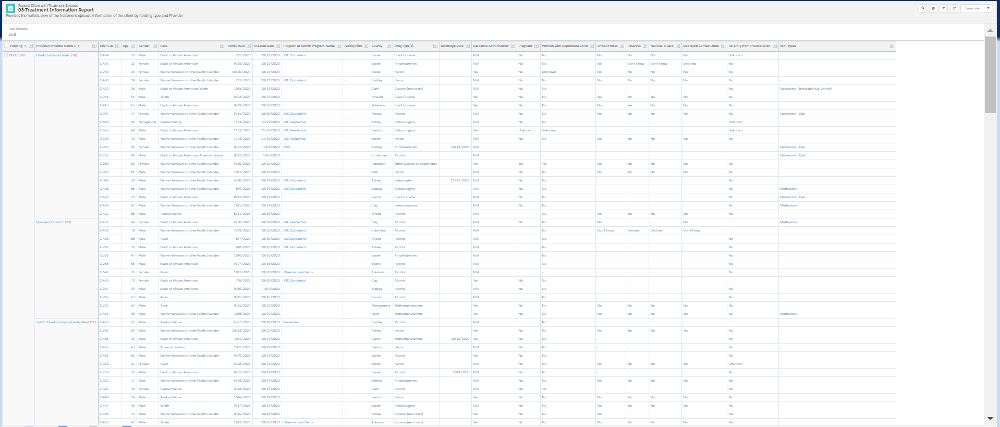 Report: Client with Treatment Episode
03-Treatment Information Report
Provides the holistic view of the treatment episode information of the client by funding type and Provider
Subscribe
Total Records
248
Funding ↑ Provider: Provider Name 1 ↑ Client ID Age Gender Race Admit Date Created Date Program at Admit: Program Name Facility/Site County Drug Type(s) Discharge Date Naloxone Administered Pregnant Woman with Dependent Child Armed Forces Reserves National Guard Deployed Combat Zone Re-entry from Incarceration MAT Types
DBHS (89) Ozark Guidance Center (20) C-404 32 Male Black or African American 7/1/2020 10/21/2020 JDC Outpatient - Baxter Crack Cocaine - N/A No No No No No No Unknown -
C-407 32 Female Black or African American 9/28/2020 10/21/2020 - - Baxter Amphetamines - N/A No No No Don't Know Don't Know Declined No -
C-239 33 Female Native Hawaiian or other Pacific Islander 10/20/2020 10/21/2020 - - Baxter Heroin - Yes No Unknown No No No No No -
C-400 19 Female Native Hawaiian or other Pacific Islander 7/1/2020 10/21/2020 JDC Outpatient - Bradley Heroin - N/A No No No No No No No -
C-419 35 Male Black or African American; White 10/5/2020 10/19/2020 - - Clark Cocaine (excl crack) - N/A No No - - - - No Naltrexone - Injectable(e.g. Vivitrol)
C-241 54 Male White 9/23/2020 10/22/2020 - - Howard Crack Cocaine - Yes No No Yes No Yes No No -
C-418 65 Male Black or African American 9/29/2020 10/22/2020 - - Jefferson Crack Cocaine - Yes No No No Yes No No No -
C-397 47 Female Native Hawaiian or other Pacific Islander 9/14/2020 10/30/2020 JDC Outpatient - Pulaski Alcohol - N/A No No No No No No No Naltrexone - Oral
C-559 46 Transgender Alaskan Native 11/3/2020 11/20/2020 JDC Residential - Ashley Hallucinogens - N/A No No - - - - Unknown -
C-560 48 Male Black or African American 11/3/2020 11/20/2020 JDC Residential - Benton Hallucinogens - Yes Unknown Unknown - - - - Unknown -
C-309 43 Male Native Hawaiian or other Pacific Islander 11/3/2020 11/20/2020 JDC Residential - Baxter Heroin - N/A No No No No No No No -
C-240 46 Female Native Hawaiian or other Pacific Islander 9/22/2020 10/8/2020 SWS - Bradley Amphetamines 10/13/2020 N/A - - - - - - - Naltrexone - Oral
C-262 80 Male Black or African American; American Indian 8/12/2020 10/8/2020 - - Crittenden Alcohol - N/A - - - - - - - Naltrexone - Oral
C-260 50 Female Native Hawaiian or other Pacific Islander 9/30/2020 10/22/2020 - - Randolph Other Opiates and Synthetics - Yes Yes Yes No No No No No -
C-243 61 Male Native Hawaiian or other Pacific Islander 10/1/2020 10/22/2020 - - Polk Heroin - N/A No No No No No No No -
C-398 28 Male Native Hawaiian or other Pacific Islander 6/18/2020 10/19/2020 JDC Outpatient - Ashley Barbiturates 11/11/2020 N/A No No - - - - No -
C-405 65 Male Native Hawaiian or other Pacific Islander 6/9/2020 10/19/2020 JDC Outpatient - Bradley Hallucinogens - N/A No No - - - - No Methadone
C-402 23 Male Black or African American 8/12/2020 10/19/2020 - - Carroll Crack Cocaine - N/A No No - - - - No Naltrexone - Oral
C-409 61 Male Native Hawaiian or other Pacific Islander 10/5/2020 10/19/2020 - - Clay Benzodiazapine - N/A No No - - - - No Methadone
C-412 65 Male Alaskan Native 8/11/2020 10/19/2020 - - Chicot Alcohol - N/A - No No No No No No -
Quapaw House Inc (12) C-437 44 Female Black or African American 6/30/2020 10/30/2020 JDC Residential - Clay Alcohol - N/A No No No - - No No Methadone
C-431 78 Male Native Hawaiian or other Pacific Islander 7/29/2020 10/30/2020 JDC Outpatient - Columbia Alcohol - N/A - No Don't Know Declined Declined Don't Know - -
C-438 66 Male Asian 6/7/2020 10/30/2020 JDC Outpatient - Chicot Alcohol - N/A - No - - - - No -
C-247 16 Male Black or African American 8/8/2020 10/16/2020 JDC Outpatient - Ashley Alcohol - N/A - No - - - - No -
C-251 47 Male Native Hawaiian or other Pacific Islander 10/6/2020 10/16/2020 - - Baxter Amphetamines - N/A - No - - - - No -
C-258 55 Male Black or African American 9/27/2020 10/16/2020 - - Boone Alcohol - N/A - No - - - - No -
C-592 26 Female Asian 10/1/2020 10/28/2020 Observational Detox - Arkansas Alcohol - N/A - - - - - - No -
C-430 70 Female Black or African American 7/8/2020 10/30/2020 JDC Outpatient - Clay Alcohol - Yes No No - - - - - -
C-204 39 Male Black or African American 9/30/2020 10/1/2020 - - Bradley Alcohol - N/A - No - - - - No -
C-248 67 Male Asian 9/15/2020 10/16/2020 - - Boone Alcohol - N/A - No - - - - No -
C-232 57 Male Asian 9/25/2020 10/22/2020 - - Montgomery Methamphetamine - Yes No No No No No No No -
C-415 38 Male Native Hawaiian or other Pacific Islander 10/6/2020 10/22/2020 - - Izard Methamphetamine - Yes No No No No No No No Methadone
Sub 1 - Ozark Guidance Center West (21) C-452 56 Male Alaskan Native 6/27/2020 10/19/2020 Residential - Bradley Alcohol - N/A No No - - - - No -
C-291 54 Male Native Hawaiian or other Pacific Islander 10/13/2020 10/21/2020 - - Ashley Heroin - Yes No No No No No No No -
C-458 32 Male Black or African American 10/4/2020 10/19/2020 - - Carroll Methamphetamine 10/12/2020 Yes No No - - - - No -
C-460 43 Male American Indian 10/1/2020 10/19/2020 - - Benton Heroin - N/A No No - - - - No -
C-461 64 Male Native Hawaiian or other Pacific Islander 9/29/2020 10/19/2020 - - Baxter Alcohol - Yes No No - - - - No -
C-325 21 Female Asian 9/28/2020 10/21/2020 - - Baxter Heroin - N/A No No No No No No Unknown -
C-238 32 Male Black or African American 8/31/2020 10/19/2020 - - Baxter Alcohol 10/9/2020 N/A No No - - - - No -
C-320 17 Male Native Hawaiian or other Pacific Islander 9/28/2020 10/19/2020 - - Benton Amphetamines - N/A No No No No No No No -
C-392 15 Female Alaskan Native 9/28/2020 10/19/2020 - - Clark Alcohol - N/A No Yes - - - - No -
C-449 14 Male Alaskan Native 10/4/2020 10/19/2020 - - Benton Heroin - Yes No No No No No No No -
C-447 45 Male White 9/17/2020 10/19/2020 - - Baxter Hallucinogens - N/A No No No No No No No -
C-465 74 Male Native Hawaiian or other Pacific Islander 9/14/2020 10/19/2020 - - Ashley Cocaine (excl crack) - Yes No No - - - - Yes -
C-463 47 Male White 10/2/2020 10/22/2020 Observational Detox - Arkansas Cocaine (excl crack) - Yes No No No No No No Yes -